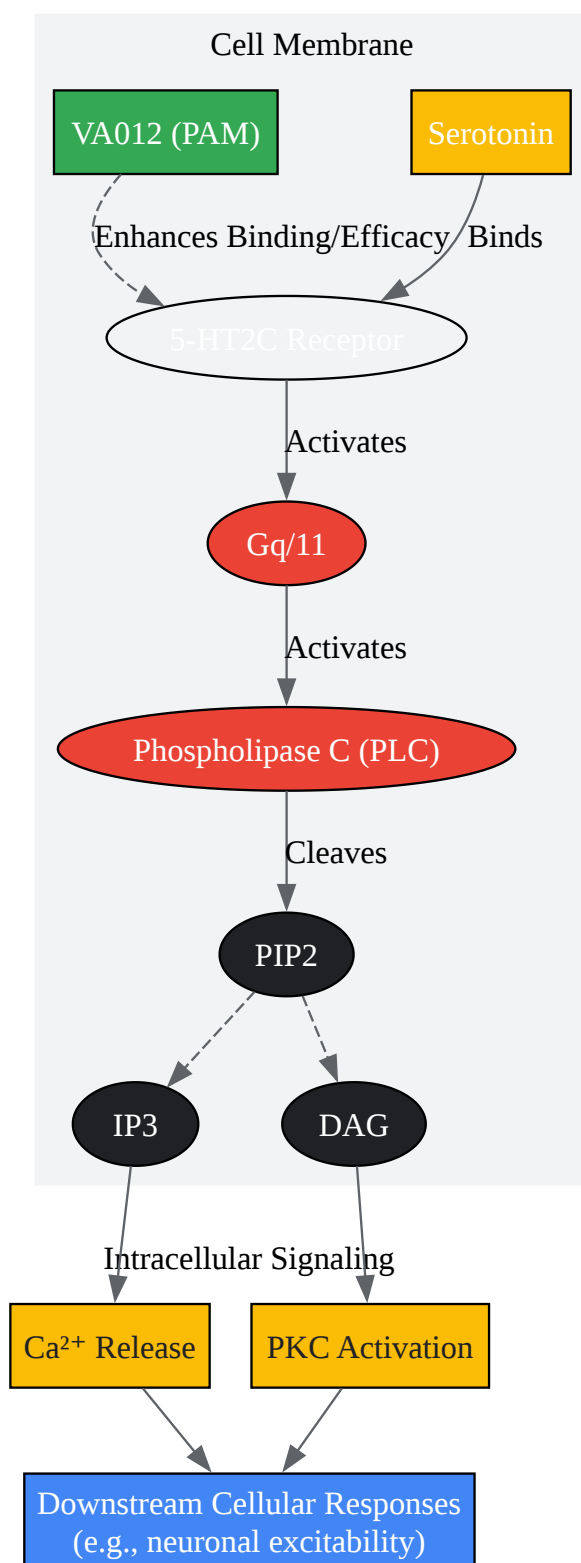 Cell Membrane
VA012 (PAM)
Serotonin
Enhances Binding/Efficacy
Binds
5-HT2C Receptor
Activates
Gq/11
Activates
Phospholipase C (PLC)
Cleaves
PIP2
IP3
DAG
Intracellular Signaling
Ca²⁺ Release
PKC Activation
Downstream Cellular Responses
(e.g., neuronal excitability)